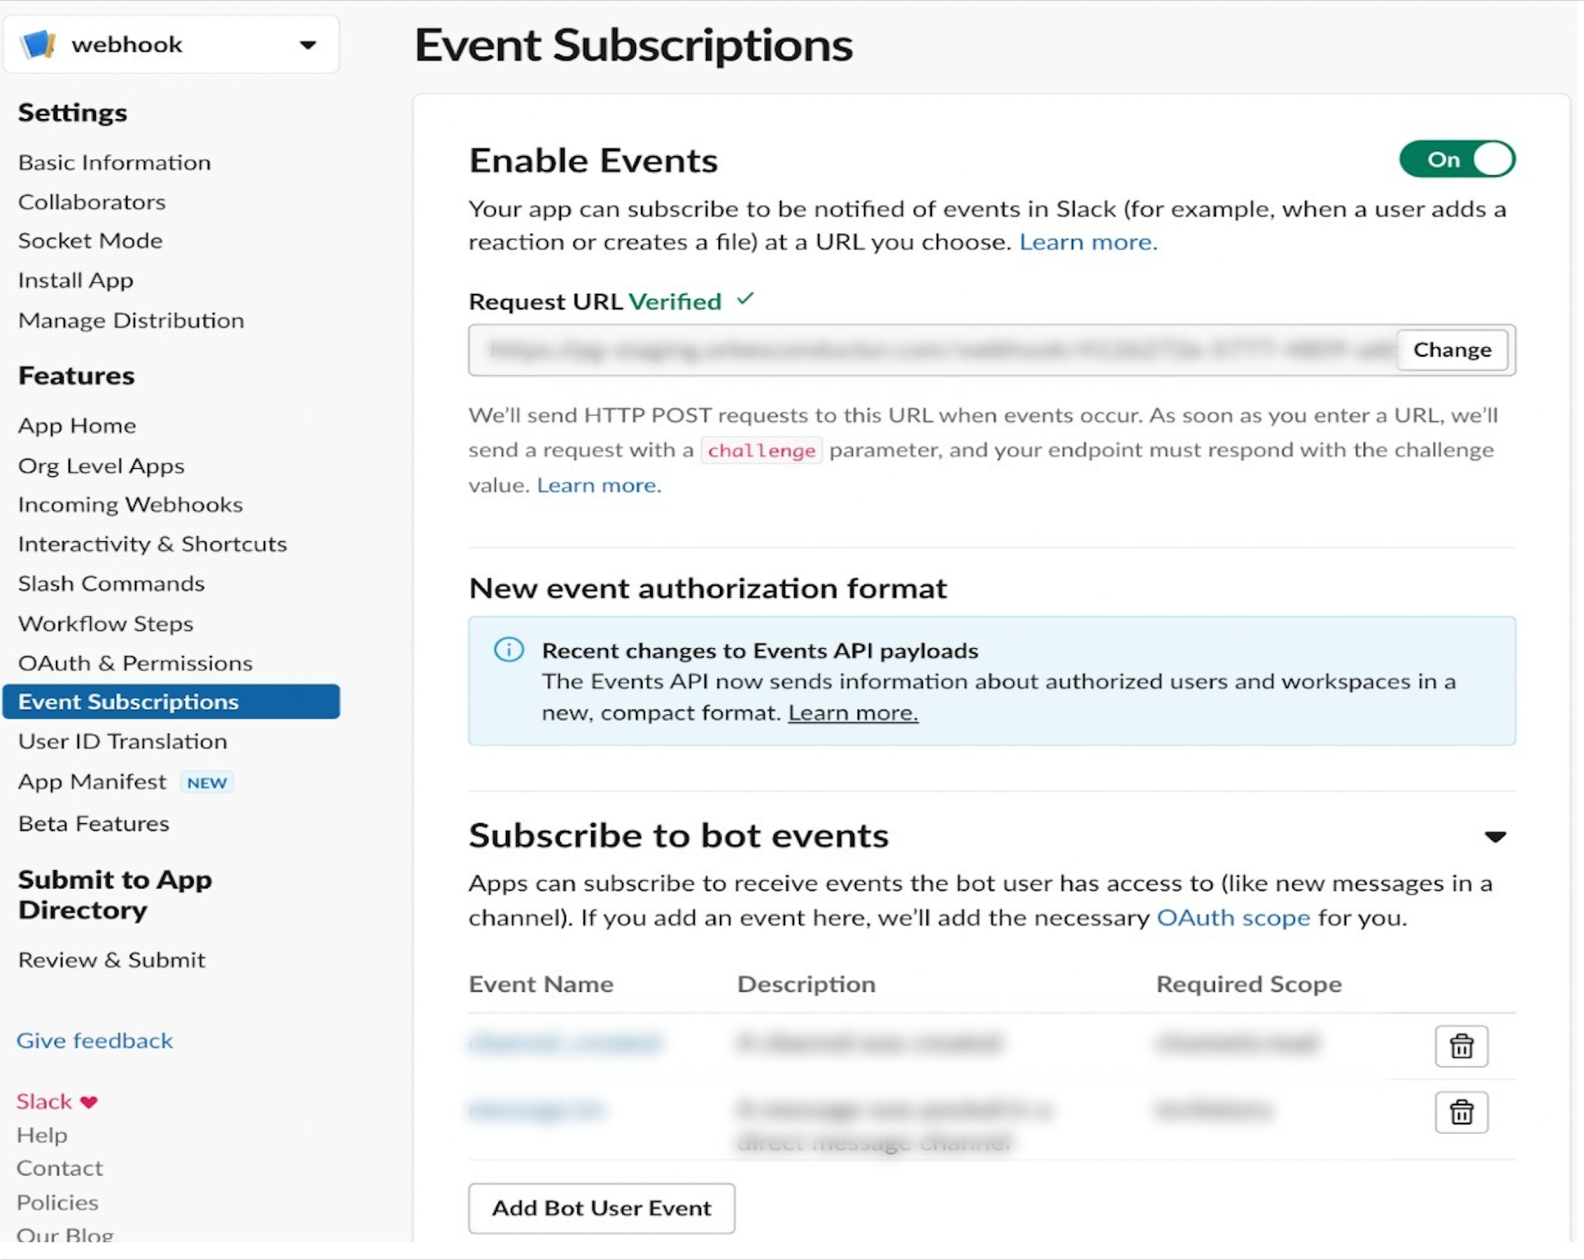 webhook
Settings
Basic Information
Collaborators
Socket Mode
Install App
Manage Distribution
Features
App Home
Org Level Apps
Incoming Webhooks
Interactivity & Shortcuts
Slash Commands
Workflow Steps
OAuth & Permissions
Event Subscriptions
User ID Translation
App Manifest NEW
Beta Features
Submit to App
Directory
Review & Submit
Give feedback
Slack
Help
Contact
Policies
Our Blog
Event Subscriptions
Enable Events
On
Your app can subscribe to be notified of events in Slack (for example, when a user adds a
reaction or creates a file) at a URL you choose. Learn more.
Request URL Verified
Change
We'll send HTTP POST requests to this URL when events occur. As soon as you enter a URL, we'll
send a request with a challenge parameter, and your endpoint must respond with the challenge
value. Learn more.
New event authorization format
Recent changes to Events API payloads
The Events API now sends information about authorized users and workspaces in a
new, compact format. Learn more.
Subscribe to bot events
Apps can subscribe to receive events the bot user has access to (like new messages in a
channel). If you add an event here, we'll add the necessary OAuth scope for you.
Event Name Description Required Scope
Add Bot User Event